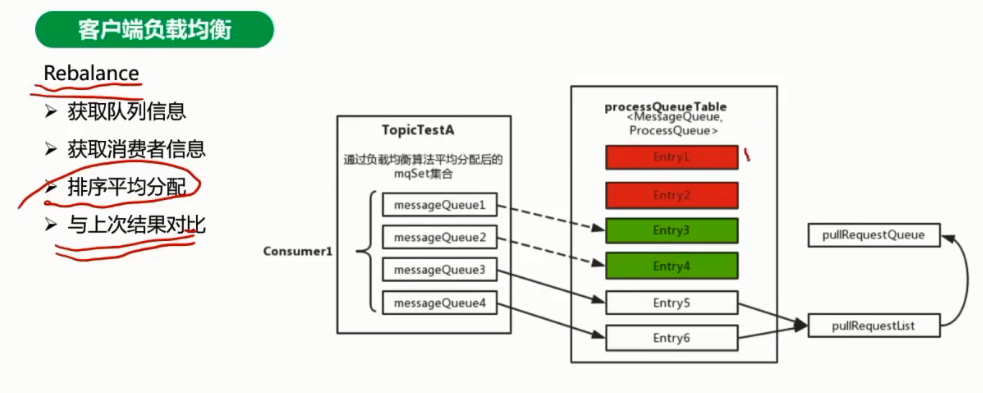 客户端负载均衡
Rebalance
➢ 获取队列信息
➢ 获取消费者信息
➢ 排序平均分配
➢ 与上次结果对比
Consumer1
TopicTestA
通过负载均衡算法平均分配后的
mqSet集合
messageQueue1
messageQueue2
messageQueue3
messageQueue4
processQueueTable
<MessageQueue,
ProcessQueue>
Entry1
Entry2
Entry3
Entry4
Entry5
Entry6
pullRequestQueue
pullRequestList